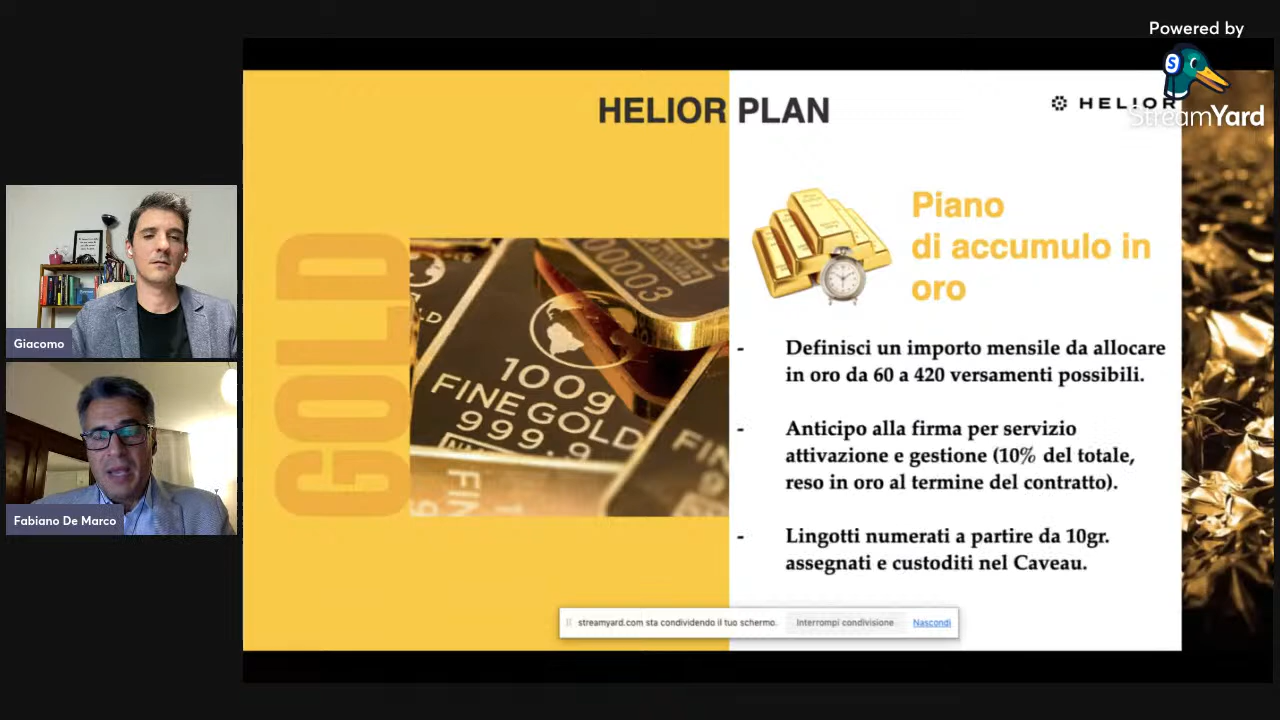 Powered by
StreamYard
HELIOR PLAN
HELIOR
Piano
di accumulo in
oro
GOLD
100g
FINE GOLD
999.9
Definisci un importo mensile da allocare
in oro da 60 a 420 versamenti possibili.
Anticipo alla firma per servizio
attivazione e gestione (10% del totale,
reso in oro al termine del contratto).
Lingotti numerati a partire da 10gr.
assegnati e custoditi nel Caveau.
Giacomo
Fabiano De Marco
streamyard.com sta condividendo il tuo schermo.
Interrompi condivisione
Nascondi